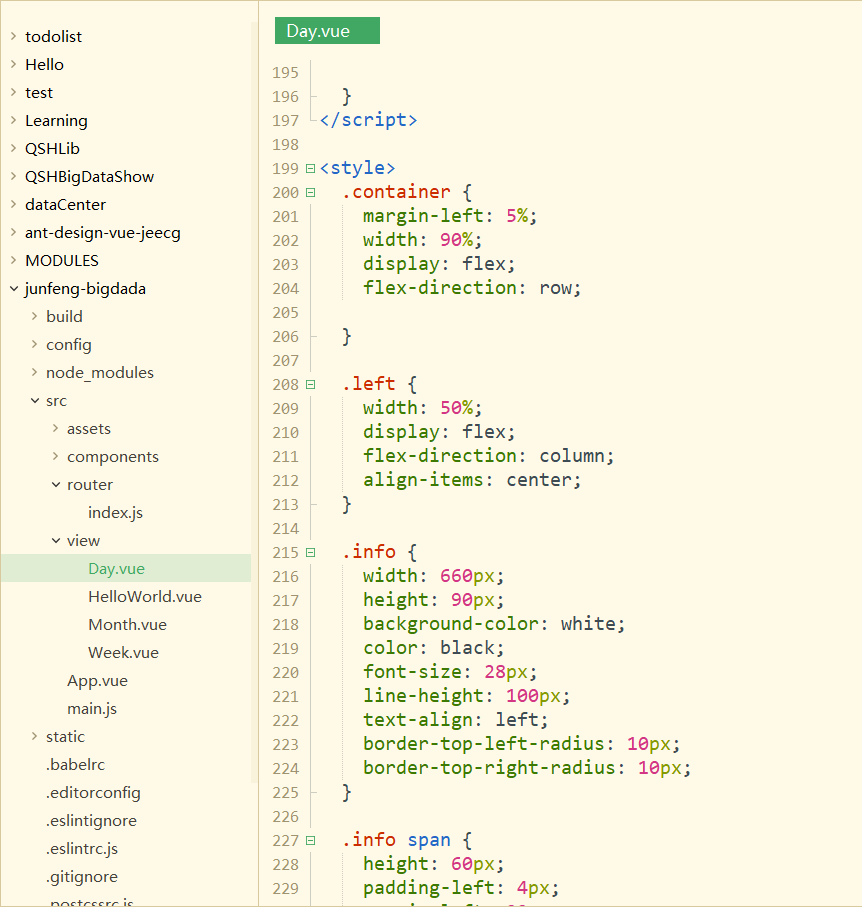 todolist
Hello
test
Learning
QSHLib
QSHBigDataShow
dataCenter
ant-design-vue-jeecg
MODULES
junfeng-bigdada
build
config
node_modules
src
assets
components
router
index.js
view
Day.vue
HelloWorld.vue
Month.vue
Week.vue
App.vue
main.js
static
.babelrc
.editorconfig
.eslintignore
.eslintrc.js
.gitignore
.postcssrc.js
Day.vue
195
196 }
197 </script>
198
199 <style>
200 .container {
201 margin-left: 5%;
202 width: 90%;
203 display: flex;
204 flex-direction: row;
205
206 }
207
208 .left {
209 width: 50%;
210 display: flex;
211 flex-direction: column;
212 align-items: center;
213 }
214
215 .info {
216 width: 660px;
217 height: 90px;
218 background-color: white;
219 color: black;
220 font-size: 28px;
221 line-height: 100px;
222 text-align: left;
223 border-top-left-radius: 10px;
224 border-top-right-radius: 10px;
225 }
226
227 .info span {
228 height: 60px;
229 padding-left: 4px;